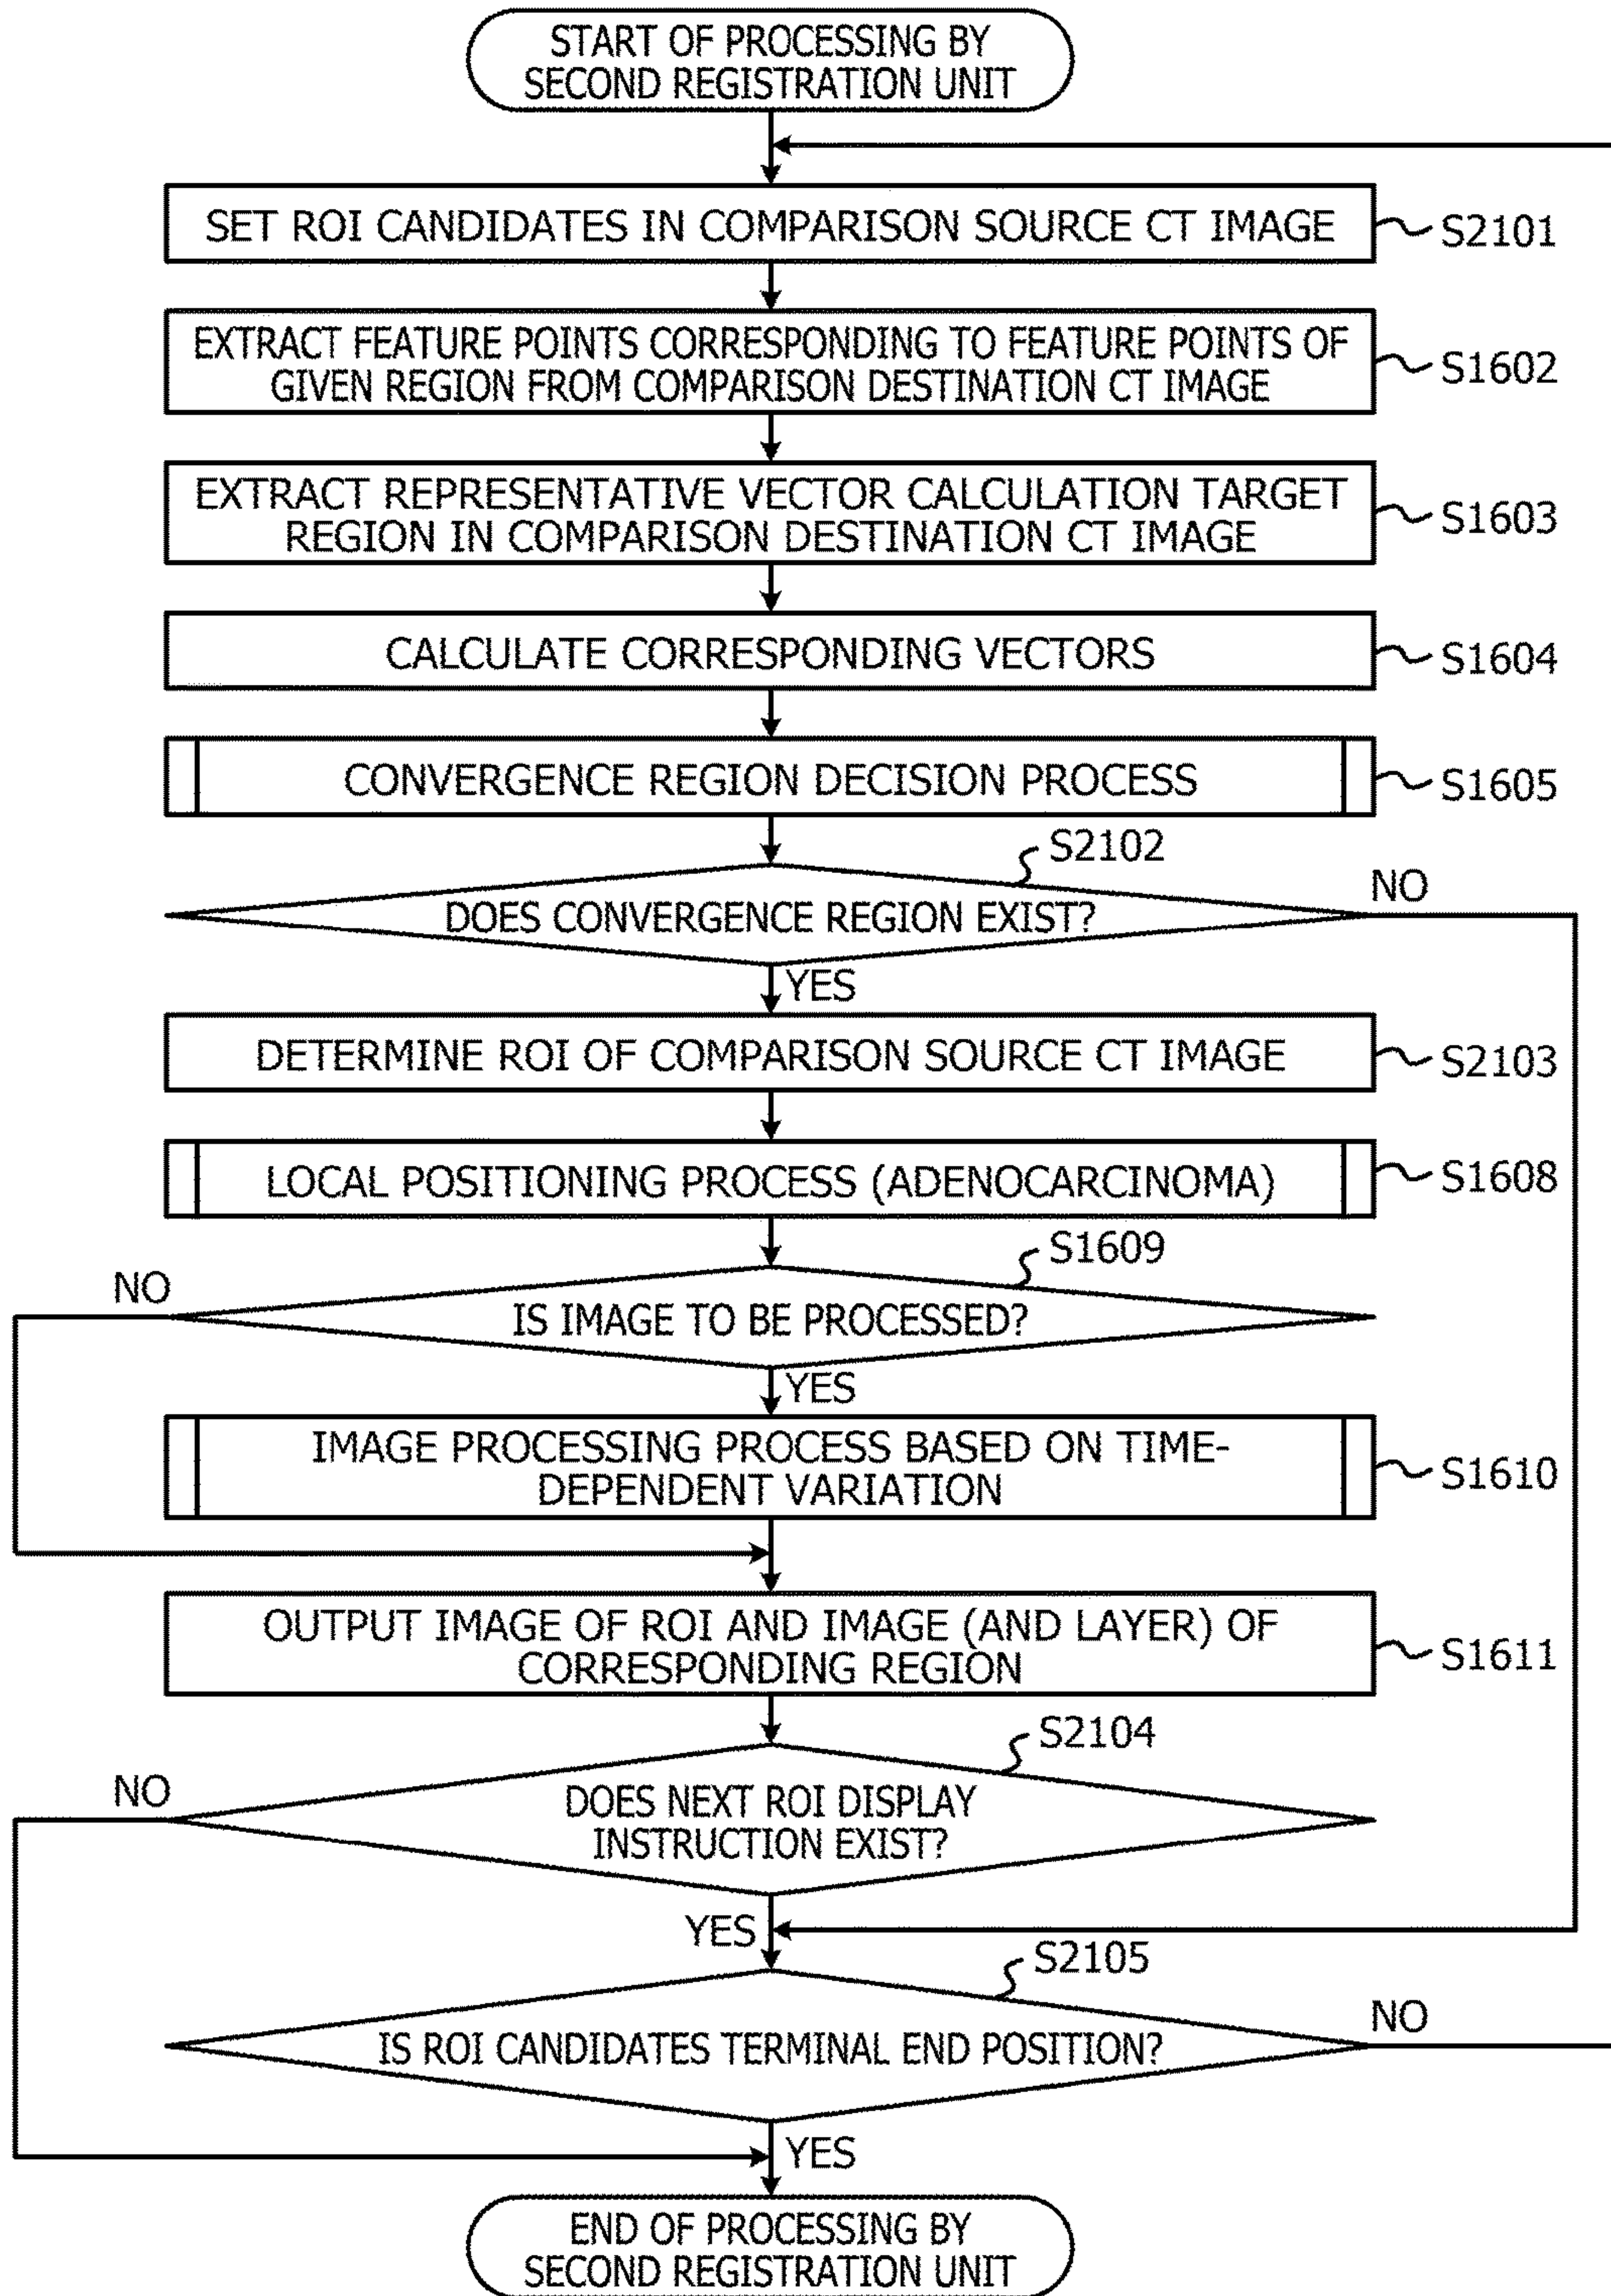 START OF PROCESSING BY
SECOND REGISTRATION UNIT
SET ROI CANDIDATES IN COMPARISON SOURCE CT IMAGE
S2101
EXTRACT FEATURE POINTS CORRESPONDING TO FEATURE POINTS OF
GIVEN REGION FROM COMPARISON DESTINATION CT IMAGE
S1602
EXTRACT REPRESENTATIVE VECTOR CALCULATION TARGET
REGION IN COMPARISON DESTINATION CT IMAGE
S1603
CALCULATE CORRESPONDING VECTORS
S1604
CONVERGENCE REGION DECISION PROCESS
S1605
S2102
DOES CONVERGENCE REGION EXIST?
NO
YES
DETERMINE ROI OF COMPARISON SOURCE CT IMAGE
S2103
LOCAL POSITIONING PROCESS (ADENOCARCINOMA)
S1608
S1609
NO
IS IMAGE TO BE PROCESSED?
YES
IMAGE PROCESSING PROCESS BASED ON TIME-
DEPENDENT VARIATION
S1610
OUTPUT IMAGE OF ROI AND IMAGE (AND LAYER) OF
CORRESPONDING REGION
S1611
S2104
NO
DOES NEXT ROI DISPLAY
INSTRUCTION EXIST?
YES
S2105
IS ROI CANDIDATES TERMINAL END POSITION?
NO
YES
END OF PROCESSING BY
SECOND REGISTRATION UNIT